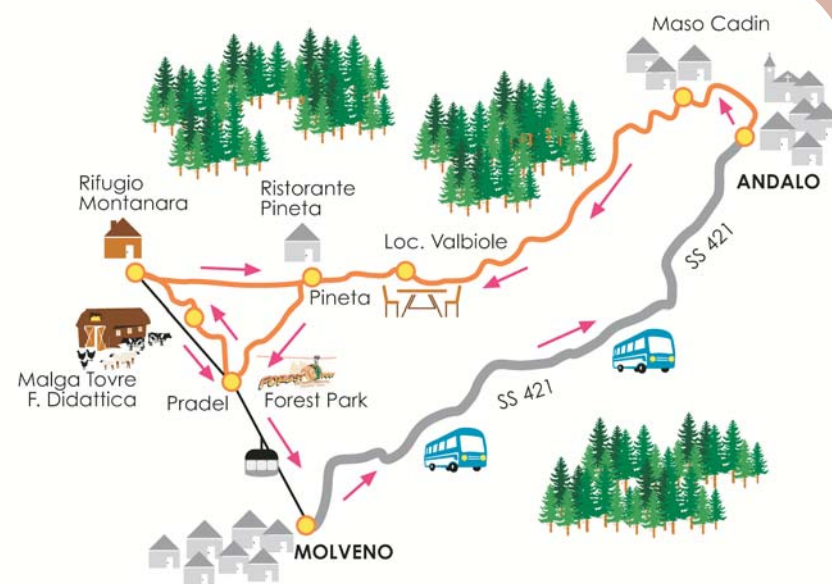 Maso Cadin
ANDALO
Rifugio
Montanara
Ristorante
Pineta
Loc. Valbiole
Pineta
SS 421
Malga Tovre
F. Didattica
Pradel
Forest Park
SS 421
MOLVENO